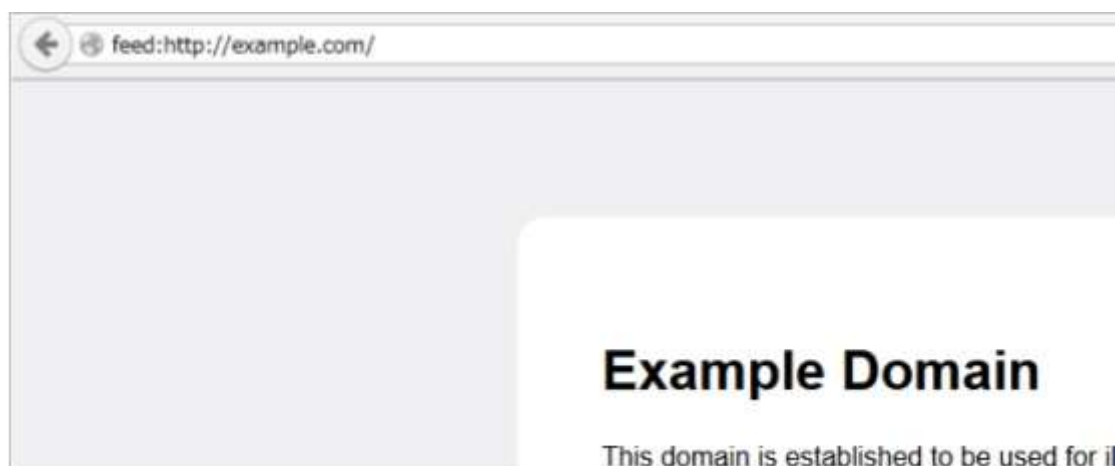 feed:http://example.com/
Example Domain
This domain is established to be used for